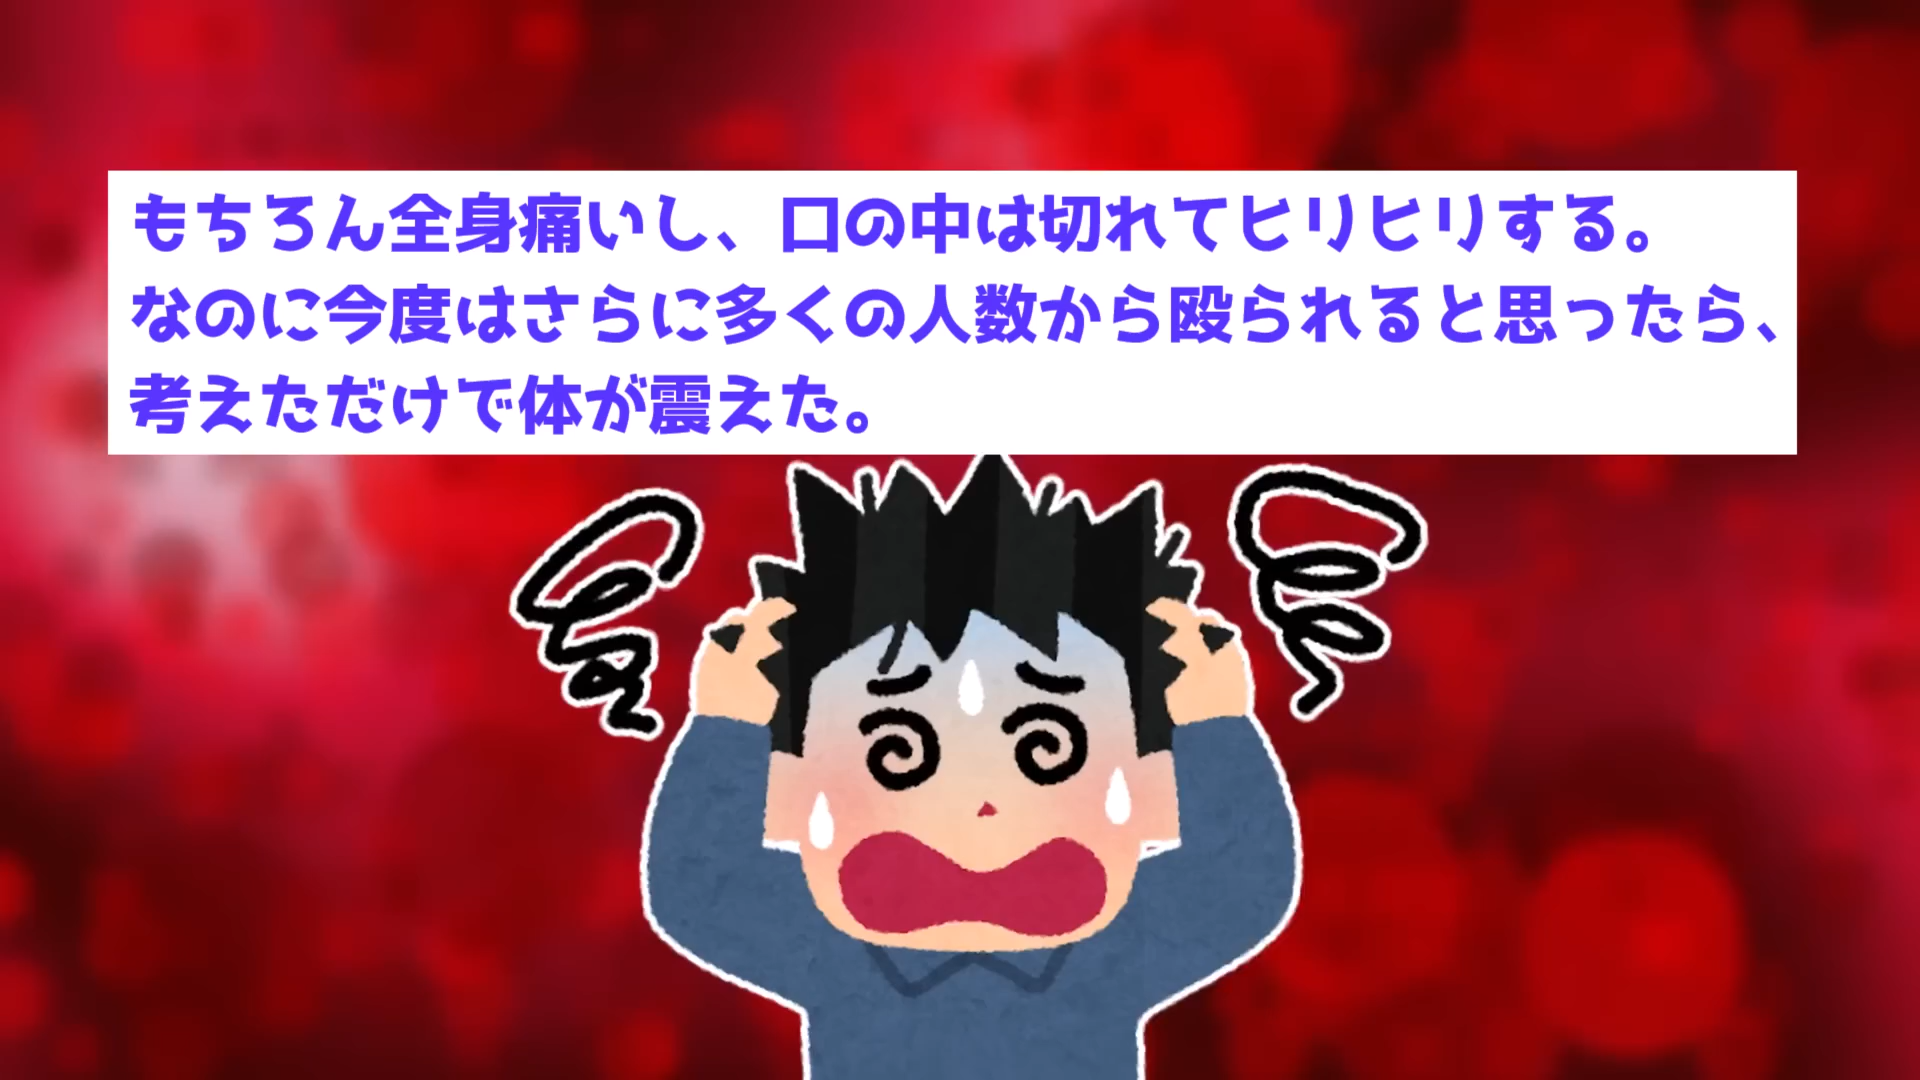 もちろん全身痛いし、口の中は切れてヒリヒリする。
なのに今度はさらに多くの人数から殴られると思ったら、
考えただけで体が震えた。